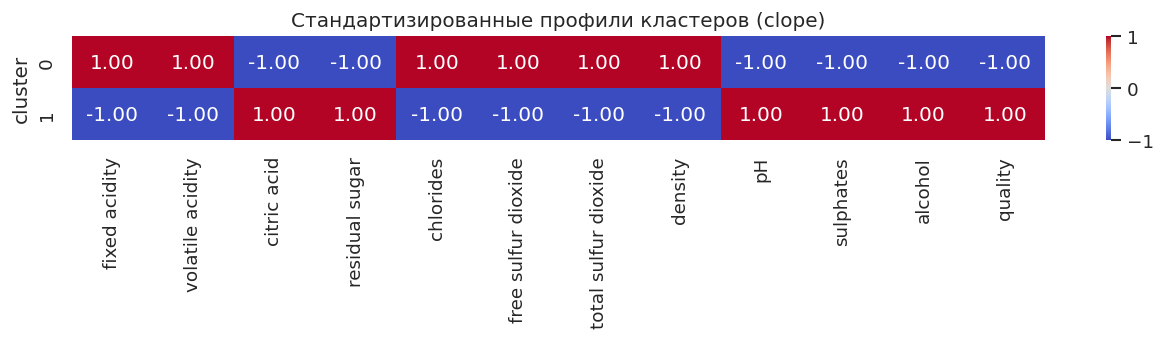 Стандартизированные профили кластеров (clope)
cluster
0
1.00 1.00 -1.00 -1.00 1.00 1.00 1.00 1.00 -1.00 -1.00 -1.00 -1.00
1
-1.00 -1.00 1.00 1.00 -1.00 -1.00 -1.00 -1.00 1.00 1.00 1.00 1.00
fixed acidity
volatile acidity
citric acid
residual sugar
chlorides
free sulfur dioxide
total sulfur dioxide
density
pH
sulphates
alcohol
quality
1
0
−1